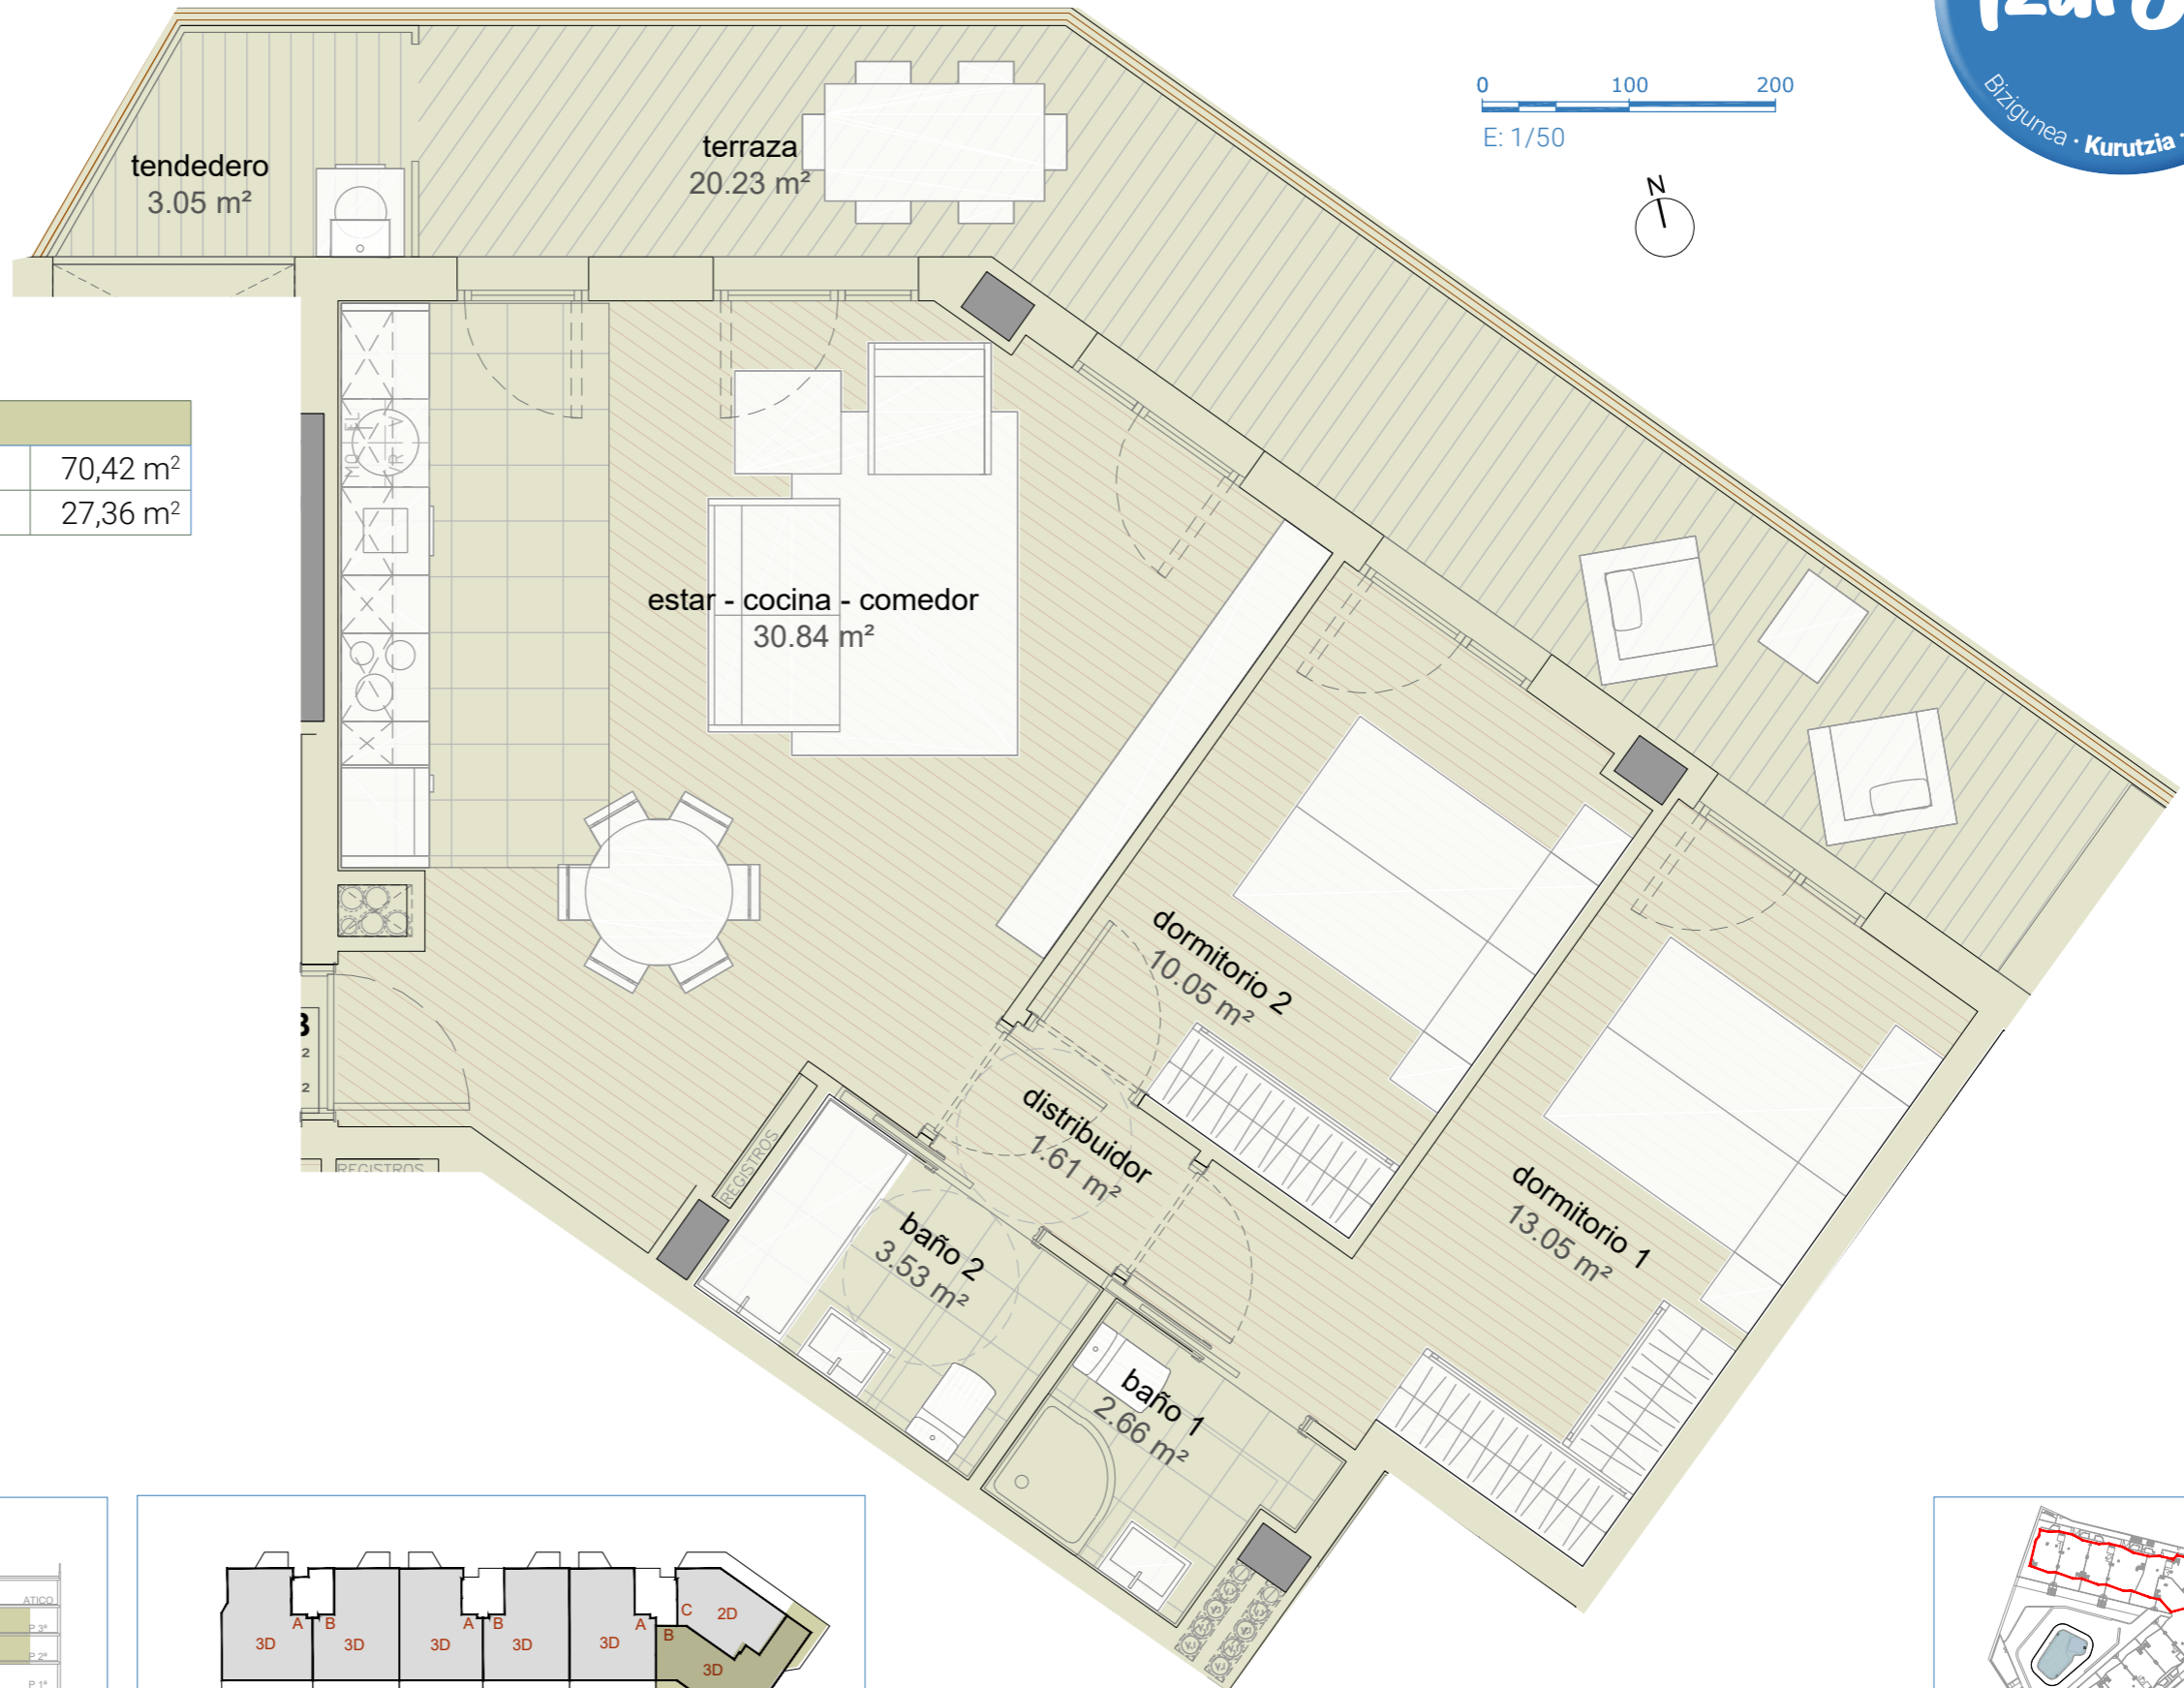 Bizigunea · Kurutzia ·
0 100 200
E: 1/50
N
tendedero
3.05 m²
terraza
20.23 m²
70,42 m²
27,36 m²
estar - cocina - comedor
30.84 m²
dormitorio 2
10.05 m²
distribuidor
1.61 m²
dormitorio 1
13.05 m²
baño 2
3.53 m²
baño 1
2.66 m²
REGISTROS
REGISTROS
ATICO
P 3ª
P 2ª
P 1ª
A B A B A C 2D
B
3D 3D 3D 3D 3D
3D